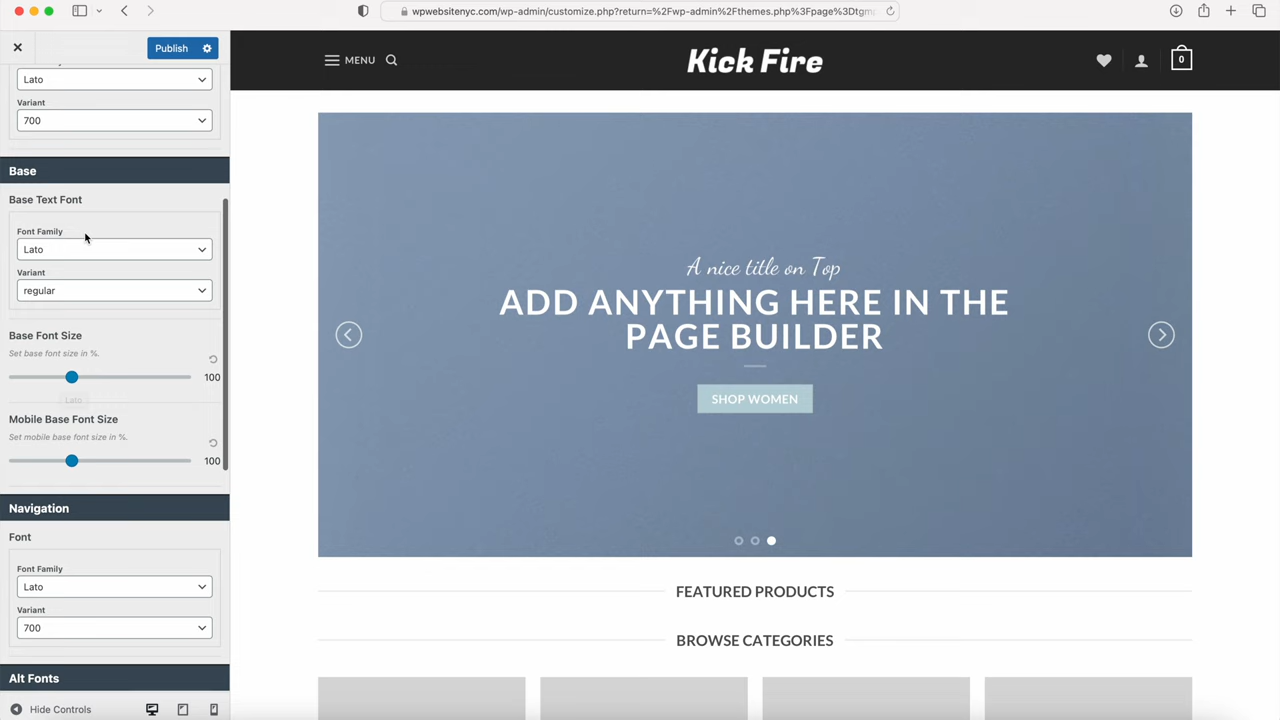 wpwebsitenyc.com/wp-admin/customize.php?return=%2Fwp-admin%2Fthemes.php%3Fpage%3Dtgm
Publish
Lato
Variant
700
Base
Base Text Font
Font Family
Lato
Variant
regular
Base Font Size
Set base font size in %.
100
Lato
Mobile Base Font Size
Set mobile base font size in %.
100
Navigation
Font
Font Family
Lato
Variant
700
Alt Fonts
Hide Controls
MENU
Kick Fire
0
A nice title on Top
ADD ANYTHING HERE IN THE
PAGE BUILDER
SHOP WOMEN
FEATURED PRODUCTS
BROWSE CATEGORIES